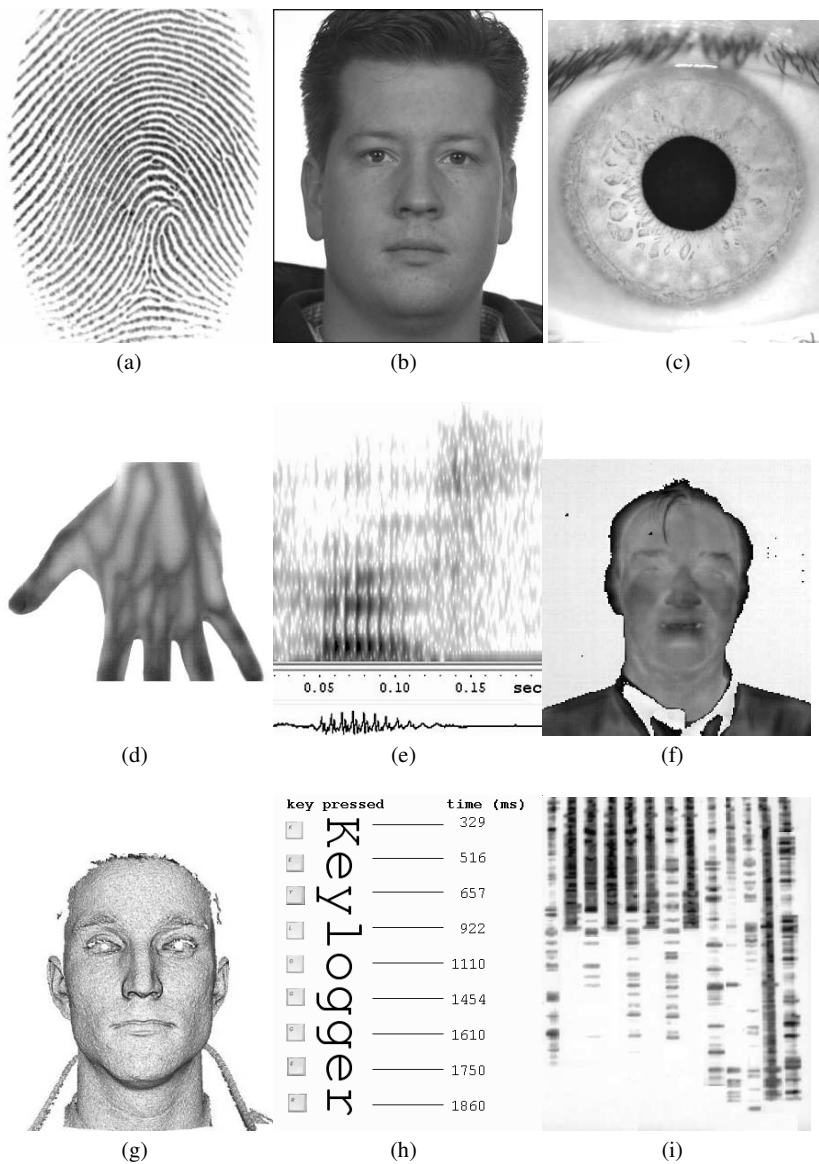 (a) (b) (c)
0.05 0.10 0.15 sec
(d) (e) (f)
key pressed time (ms)
K 329
e 516
y 657
l 922
o 1110
g 1454
g 1610
e 1750
r 1860
(g) (h) (i)